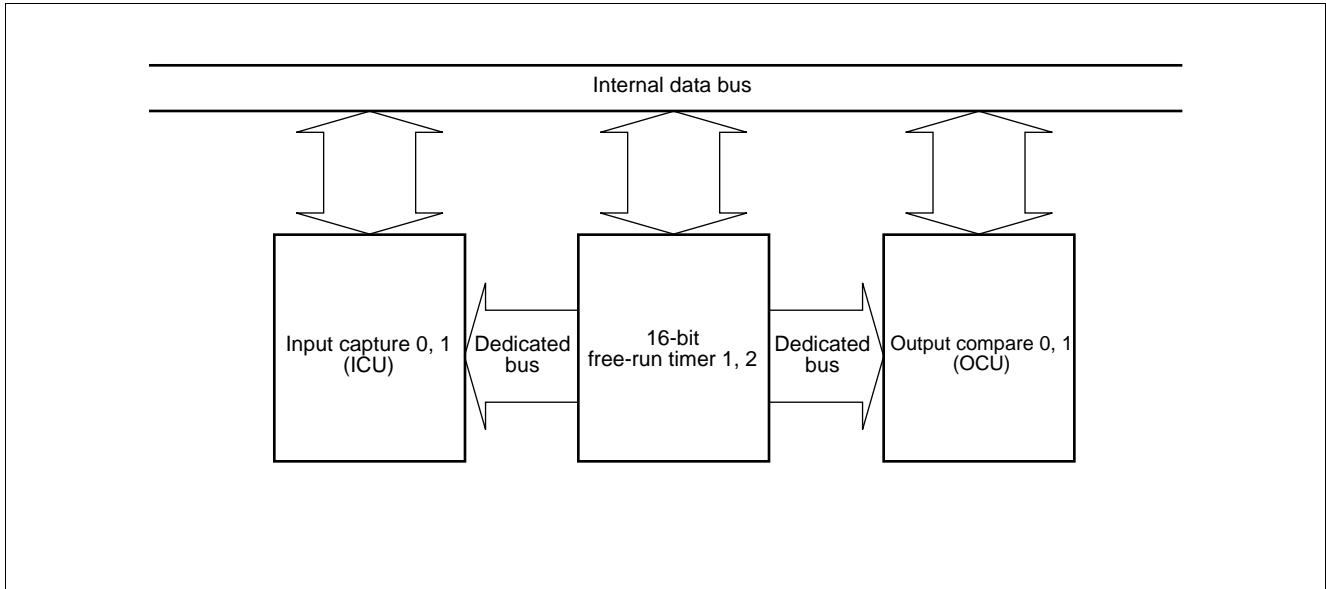 Internal data bus
Input capture 0, 1
(ICU)
Dedicated
bus
16-bit
free-run timer 1, 2
Dedicated
bus
Output compare 0, 1
(OCU)